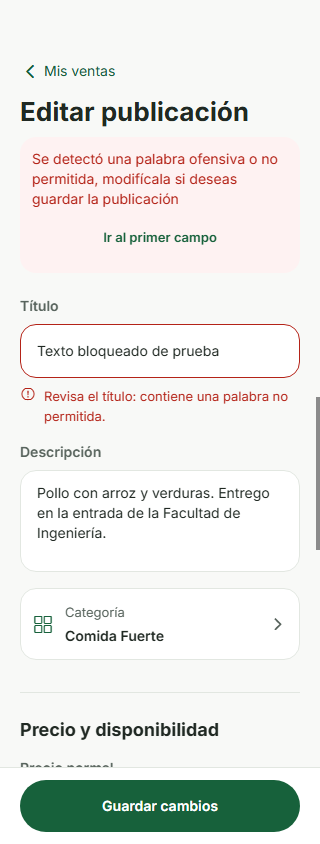 Mis ventas
Editar publicación
Se detectó una palabra ofensiva o no
permitida, modifícala si deseas
guardar la publicación
Ir al primer campo
Título
Texto bloqueado de prueba
Revisa el título: contiene una palabra no
permitida.
Descripción
Pollo con arroz y verduras. Entrego
en la entrada de la Facultad de
Ingeniería.
Categoría
Comida Fuerte
Precio y disponibilidad
Precio normal
Guardar cambios